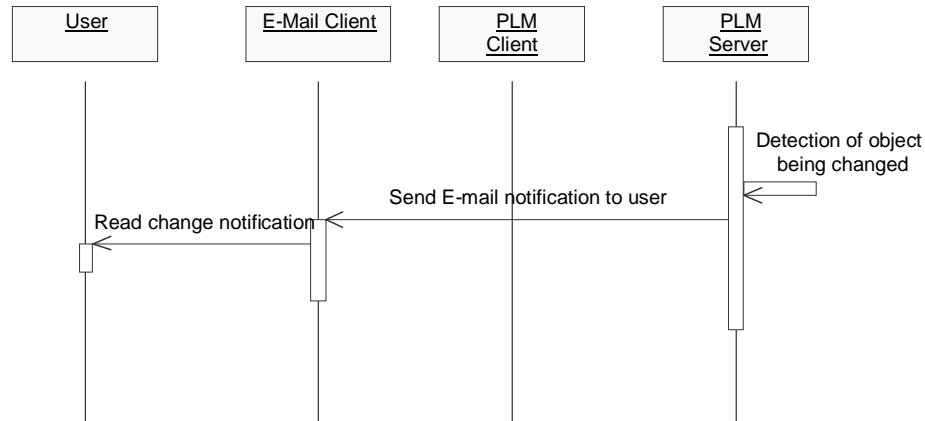 User
E-Mail Client
PLM
Client
PLM
Server
Detection of object
being changed
Send E-mail notification to user
Read change notification